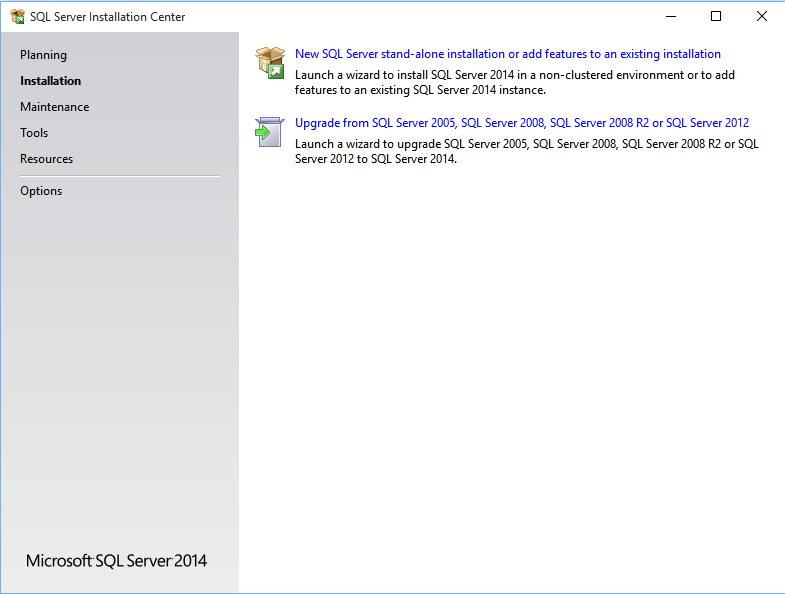 SQL Server Installation Center
Planning
Installation
Maintenance
Tools
Resources
Options
New SQL Server stand-alone installation or add features to an existing installation
Launch a wizard to install SQL Server 2014 in a non-clustered environment or to add
features to an existing SQL Server 2014 instance.
Upgrade from SQL Server 2005, SQL Server 2008, SQL Server 2008 R2 or SQL Server 2012
Launch a wizard to upgrade SQL Server 2005, SQL Server 2008, SQL Server 2008 R2 or SQL
Server 2012 to SQL Server 2014.
Microsoft SQL Server 2014